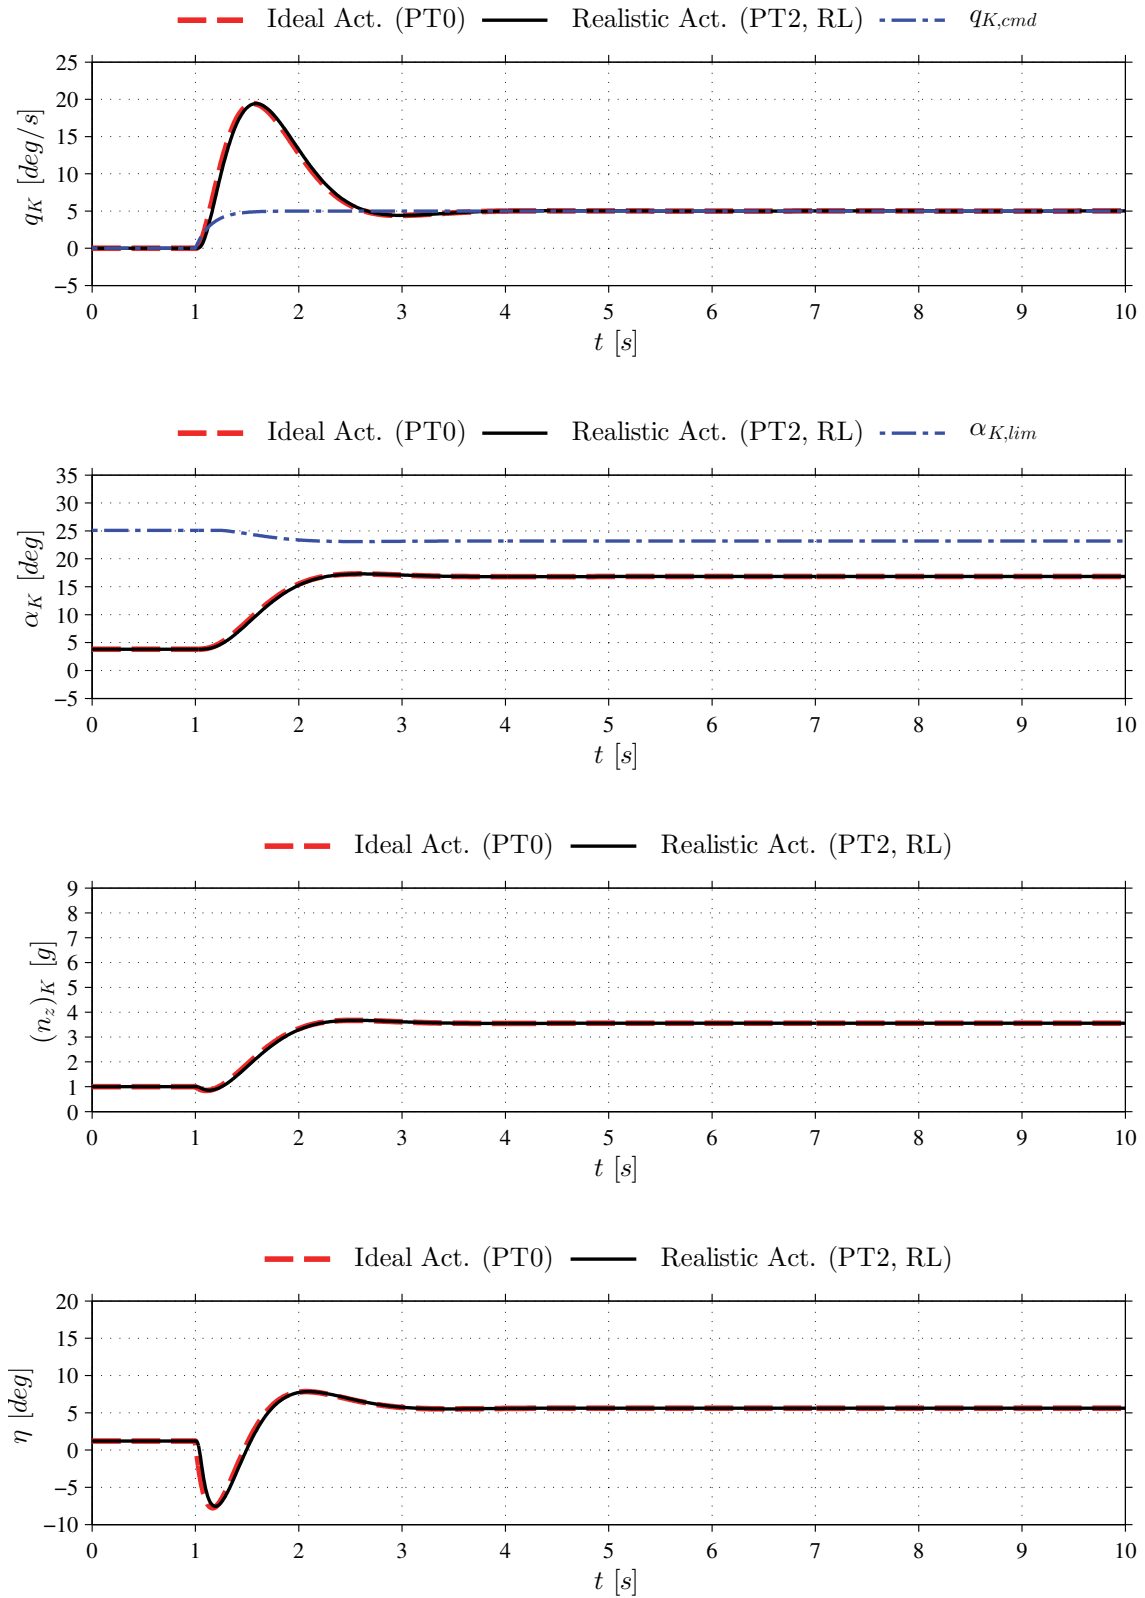 Ideal Act. (PT0) Realistic Act. (PT2, RL) q_{K,cmd}
25
20
15
10
5
0
−5
q_K [deg/s]
0 1 2 3 4 5 6 7 8 9 10
t [s]
Ideal Act. (PT0) Realistic Act. (PT2, RL) α_{K,lim}
35
30
25
20
15
10
5
0
−5
α_K [deg]
0 1 2 3 4 5 6 7 8 9 10
t [s]
Ideal Act. (PT0) Realistic Act. (PT2, RL)
9
8
7
6
5
4
3
2
1
0
(n_z)_K [g]
0 1 2 3 4 5 6 7 8 9 10
t [s]
Ideal Act. (PT0) Realistic Act. (PT2, RL)
20
15
10
5
0
−5
−10
η [deg]
0 1 2 3 4 5 6 7 8 9 10
t [s]